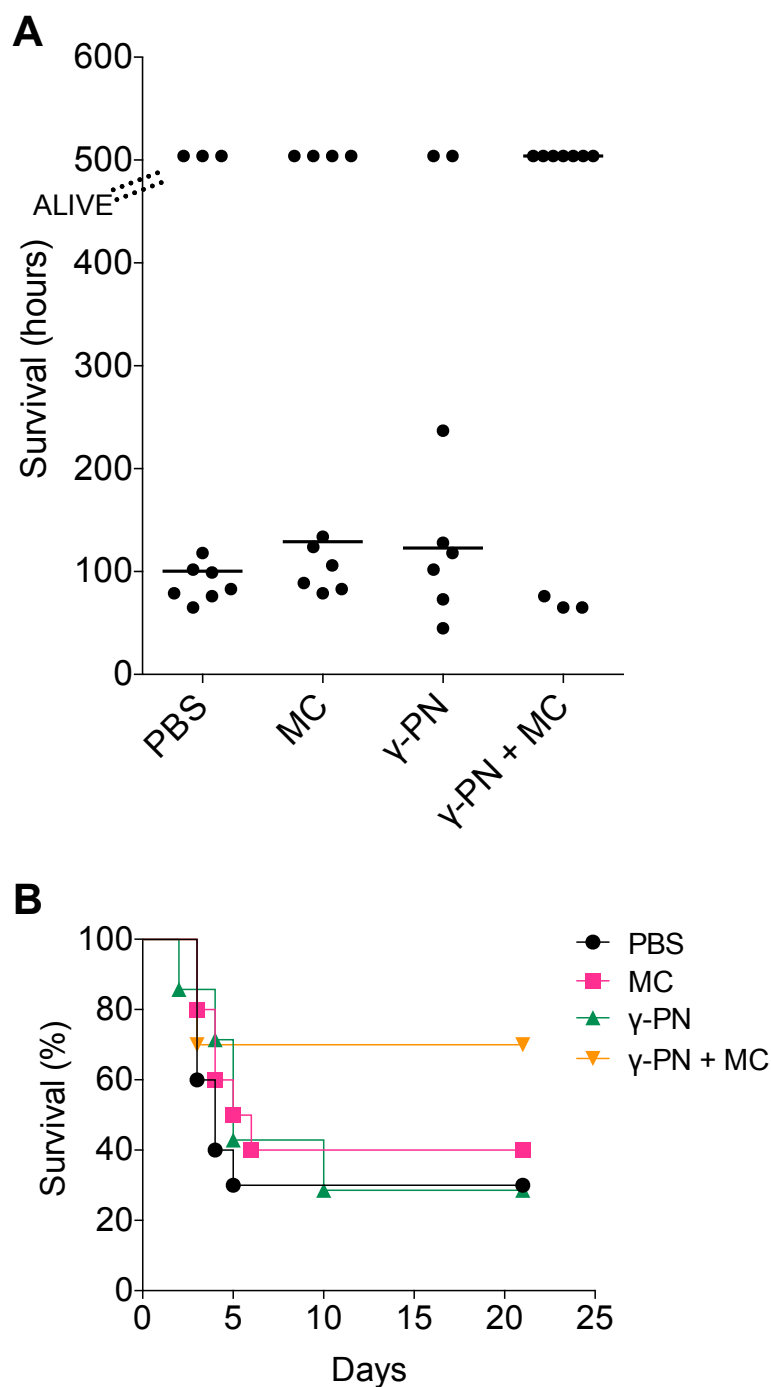 A
Survival (hours)
600
500
ALIVE
400
300
200
100
0
PBS
MC
γ-PN
γ-PN + MC
B
Survival (%)
100
80
60
40
20
0
0 5 10 15 20 25
Days
PBS
MC
γ-PN
γ-PN + MC